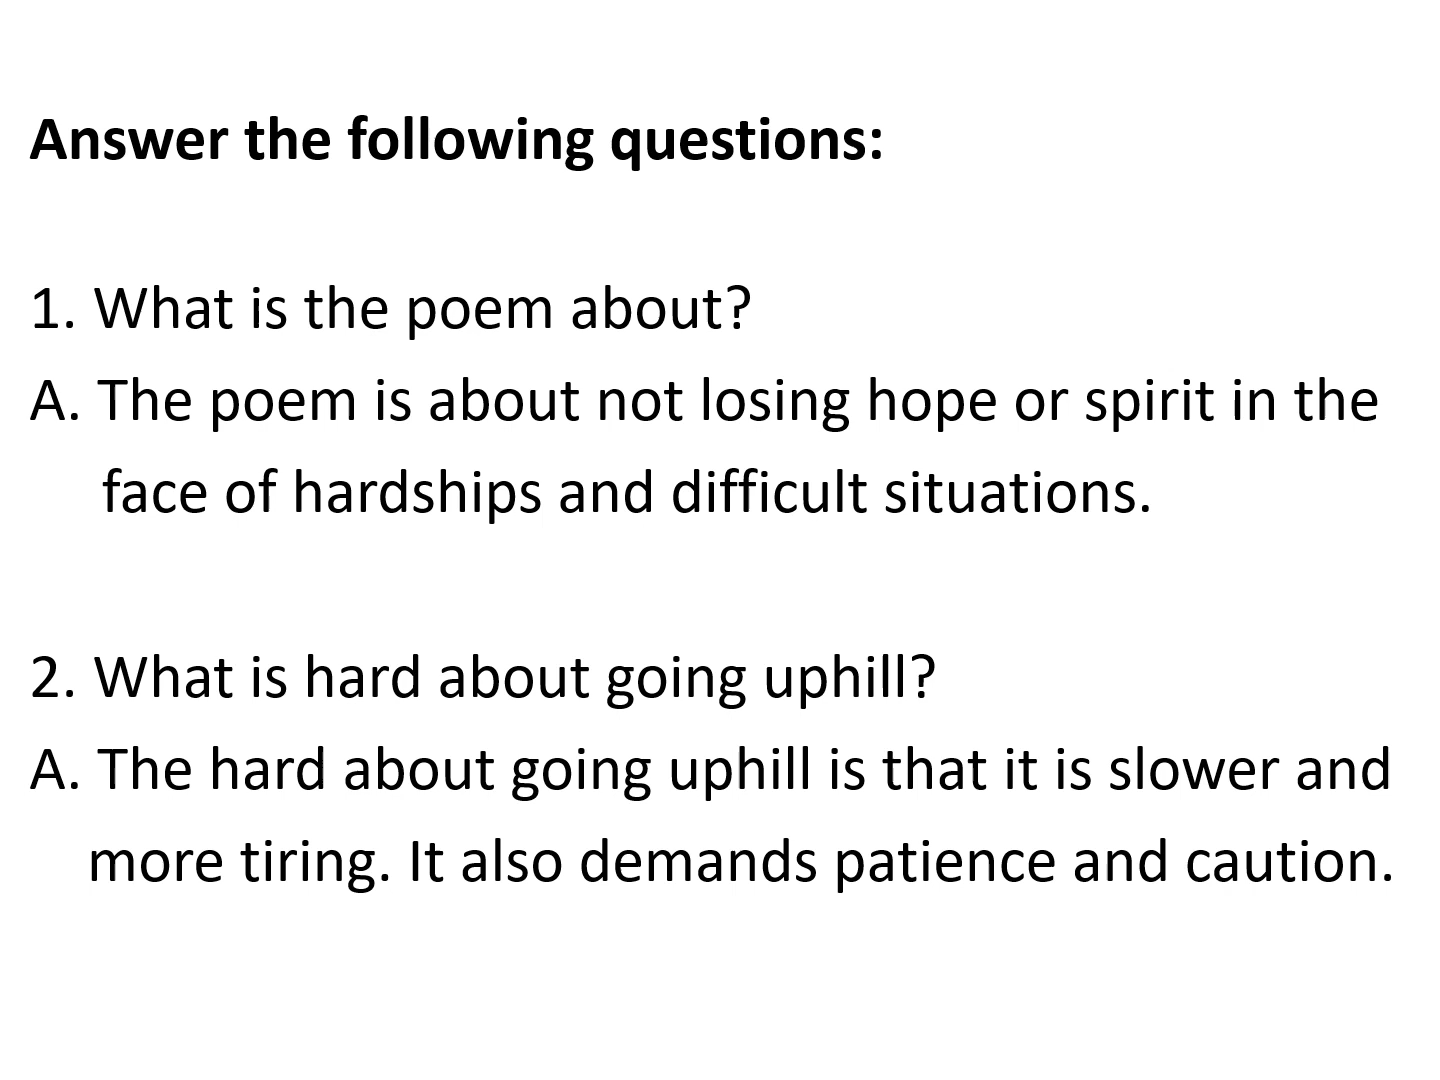 Answer the following questions:
1. What is the poem about?
A. The poem is about not losing hope or spirit in the
face of hardships and difficult situations.
2. What is hard about going uphill?
A. The hard about going uphill is that it is slower and
more tiring. It also demands patience and caution.